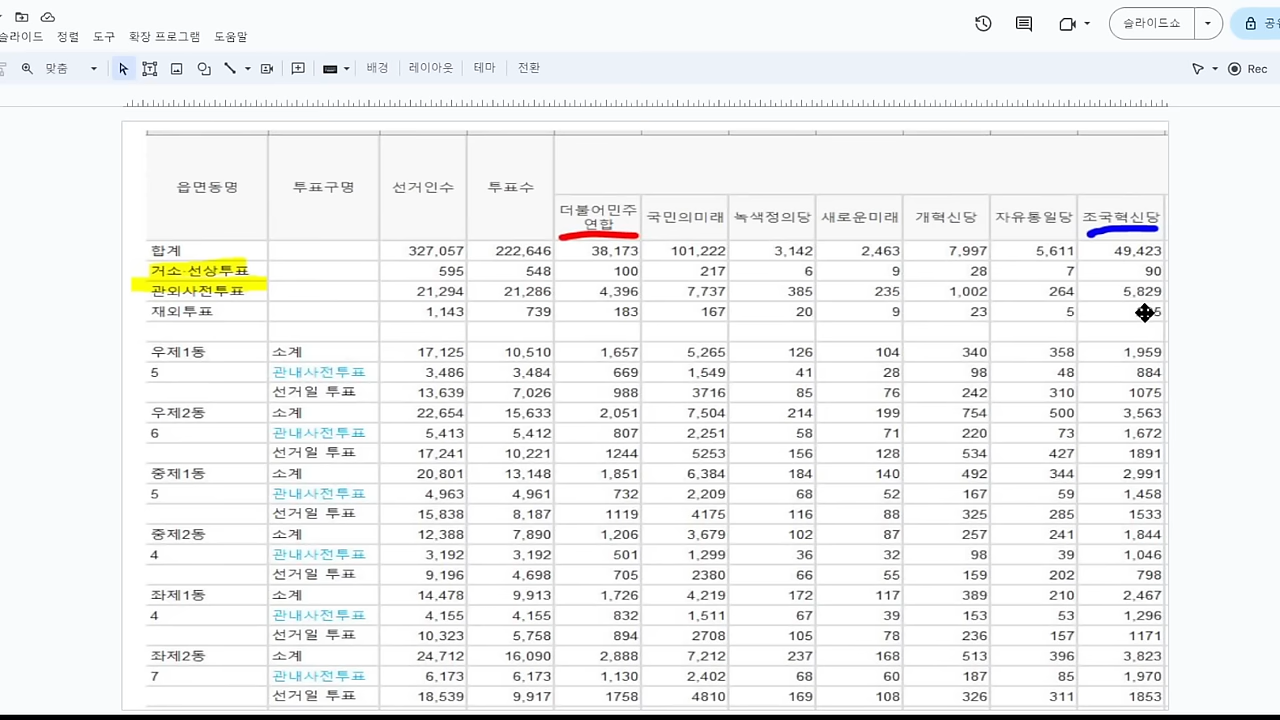 슬라이드 정렬 도구 확장 프로그램 도움말 슬라이드쇼
맞춤 배경 레이아웃 테마 전환 Rec
읍면동명 투표구명 선거인수 투표수 더불어민주연합 국민의미래 녹색정의당 새로운미래 개혁신당 자유통일당 조국혁신당
합계 327,057 222,646 38,173 101,222 3,142 2,463 7,997 5,611 49,423
거소·선상투표 595 548 100 217 6 9 28 7 90
관외사전투표 21,294 21,286 4,396 7,737 385 235 1,002 264 5,829
재외투표 1,143 739 183 167 20 9 23 5
우제1동 소계 17,125 10,510 1,657 5,265 126 104 340 358 1,959
5 관내사전투표 3,486 3,484 669 1,549 41 28 98 48 884
선거일 투표 13,639 7,026 988 3716 85 76 242 310 1075
우제2동 소계 22,654 15,633 2,051 7,504 214 199 754 500 3,563
6 관내사전투표 5,413 5,412 807 2,251 58 71 220 73 1,672
선거일 투표 17,241 10,221 1244 5253 156 128 534 427 1891
중제1동 소계 20,801 13,148 1,851 6,384 184 140 492 344 2,991
5 관내사전투표 4,963 4,961 732 2,209 68 52 167 59 1,458
선거일 투표 15,838 8,187 1119 4175 116 88 325 285 1533
중제2동 소계 12,388 7,890 1,206 3,679 102 87 257 241 1,844
4 관내사전투표 3,192 3,192 501 1,299 36 32 98 39 1,046
선거일 투표 9,196 4,698 705 2380 66 55 159 202 798
좌제1동 소계 14,478 9,913 1,726 4,219 172 117 389 210 2,467
4 관내사전투표 4,155 4,155 832 1,511 67 39 153 53 1,296
선거일 투표 10,323 5,758 894 2708 105 78 236 157 1171
좌제2동 소계 24,712 16,090 2,888 7,212 237 168 513 396 3,823
7 관내사전투표 6,173 6,173 1,130 2,402 68 60 187 85 1,970
선거일 투표 18,539 9,917 1758 4810 169 108 326 311 1853